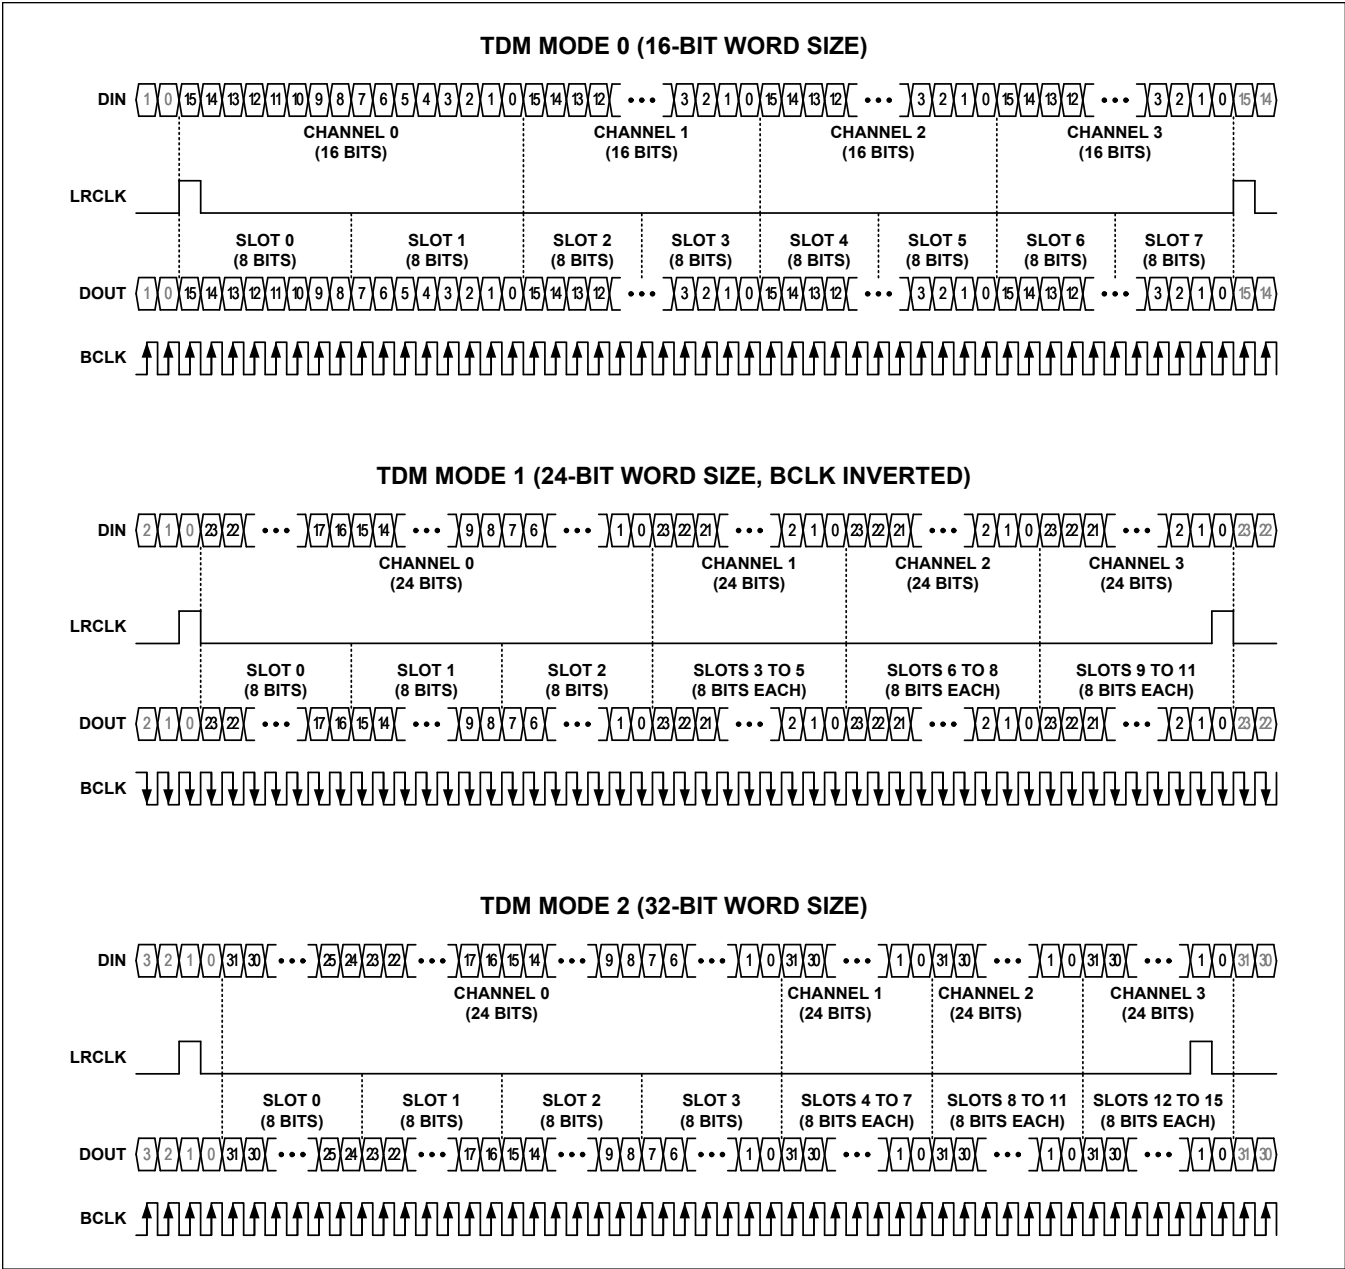 TDM MODE 0 (16-BIT WORD SIZE)
DIN 1 0 15 14 13 12 11 10 9 8 7 6 5 4 3 2 1 0 15 14 13 12 ••• 3 2 1 0 15 14 13 12 ••• 3 2 1 0 15 14 13 12 ••• 3 2 1 0 15 14
CHANNEL 0 CHANNEL 1 CHANNEL 2 CHANNEL 3
(16 BITS) (16 BITS) (16 BITS) (16 BITS)
LRCLK
SLOT 0 SLOT 1 SLOT 2 SLOT 3 SLOT 4 SLOT 5 SLOT 6 SLOT 7
(8 BITS) (8 BITS) (8 BITS) (8 BITS) (8 BITS) (8 BITS) (8 BITS) (8 BITS)
DOUT 1 0 15 14 13 12 11 10 9 8 7 6 5 4 3 2 1 0 15 14 13 12 ••• 3 2 1 0 15 14 13 12 ••• 3 2 1 0 15 14 13 12 ••• 3 2 1 0 15 14
BCLK
TDM MODE 1 (24-BIT WORD SIZE, BCLK INVERTED)
DIN 2 1 0 23 22 ••• 17 16 15 14 ••• 9 8 7 6 ••• 1 0 23 22 21 ••• 2 1 0 23 22 21 ••• 2 1 0 23 22 21 ••• 2 1 0 23 22
CHANNEL 0 CHANNEL 1 CHANNEL 2 CHANNEL 3
(24 BITS) (24 BITS) (24 BITS) (24 BITS)
LRCLK
SLOT 0 SLOT 1 SLOT 2 SLOTS 3 TO 5 SLOTS 6 TO 8 SLOTS 9 TO 11
(8 BITS) (8 BITS) (8 BITS) (8 BITS EACH) (8 BITS EACH) (8 BITS EACH)
DOUT 2 1 0 23 22 ••• 17 16 15 14 ••• 9 8 7 6 ••• 1 0 23 22 21 ••• 2 1 0 23 22 21 ••• 2 1 0 23 22 21 ••• 2 1 0 23 22
BCLK
TDM MODE 2 (32-BIT WORD SIZE)
DIN 3 2 1 0 31 30 ••• 25 24 23 22 ••• 17 16 15 14 ••• 9 8 7 6 ••• 1 0 31 30 ••• 1 0 31 30 ••• 1 0 31 30 ••• 1 0 31 30
CHANNEL 0 CHANNEL 1 CHANNEL 2 CHANNEL 3
(24 BITS) (24 BITS) (24 BITS) (24 BITS)
LRCLK
SLOT 0 SLOT 1 SLOT 2 SLOT 3 SLOTS 4 TO 7 SLOTS 8 TO 11 SLOTS 12 TO 15
(8 BITS) (8 BITS) (8 BITS) (8 BITS) (8 BITS EACH) (8 BITS EACH) (8 BITS EACH)
DOUT 3 2 1 0 31 30 ••• 25 24 23 22 ••• 17 16 15 14 ••• 9 8 7 6 ••• 1 0 31 30 ••• 1 0 31 30 ••• 1 0 31 30 ••• 1 0 31 30
BCLK